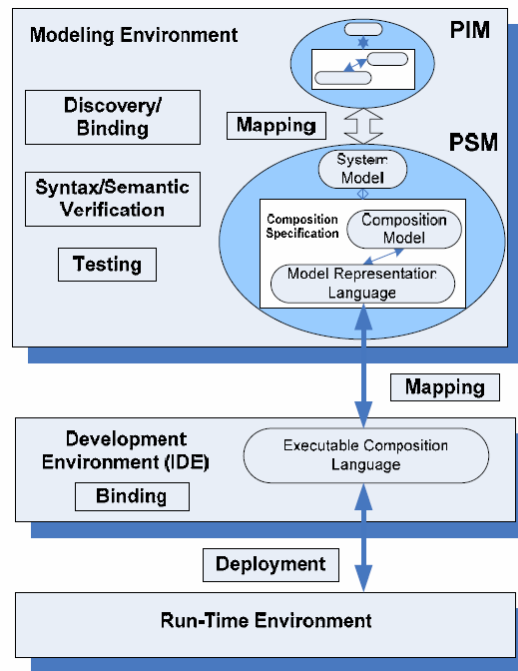 Modeling Environment
PIM
Discovery/
Binding
Mapping
PSM
System
Model
Syntax/Semantic
Verification
Composition
Specification
Composition
Model
Testing
Model Representation
Language
Mapping
Development
Environment (IDE)
Executable Composition
Language
Binding
Deployment
Run-Time Environment